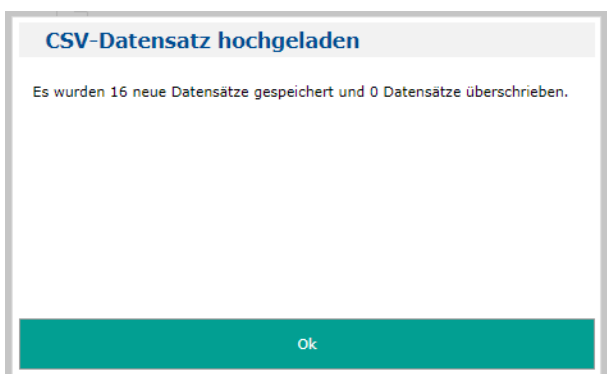 CSV-Datensatz hochgeladen
Es wurden 16 neue Datensätze gespeichert und 0 Datensätze überschrieben.
Ok